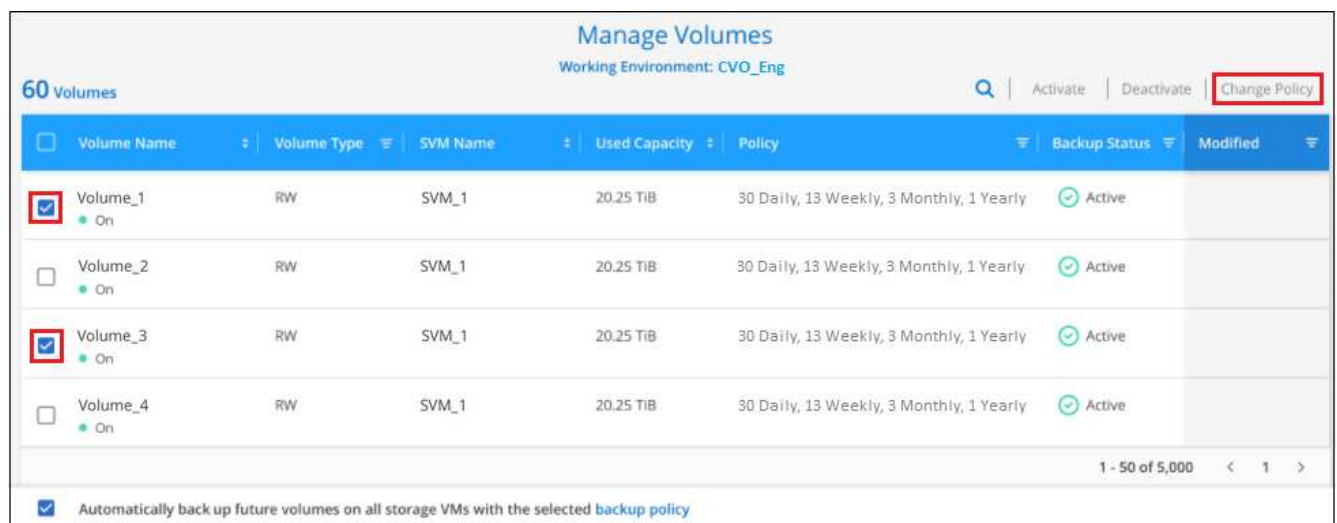 Manage Volumes
Working Environment: CVO_Eng
60 Volumes
Activate | Deactivate | Change Policy
Volume Name Volume Type SVM Name Used Capacity Policy Backup Status Modified
Volume_1 RW SVM_1 20.25 TiB 30 Daily, 13 Weekly, 3 Monthly, 1 Yearly Active
On
Volume_2 RW SVM_1 20.25 TiB 30 Daily, 13 Weekly, 3 Monthly, 1 Yearly Active
On
Volume_3 RW SVM_1 20.25 TiB 30 Daily, 13 Weekly, 3 Monthly, 1 Yearly Active
On
Volume_4 RW SVM_1 20.25 TiB 30 Daily, 13 Weekly, 3 Monthly, 1 Yearly Active
On
1 - 50 of 5,000 < 1 >
Automatically back up future volumes on all storage VMs with the selected backup policy